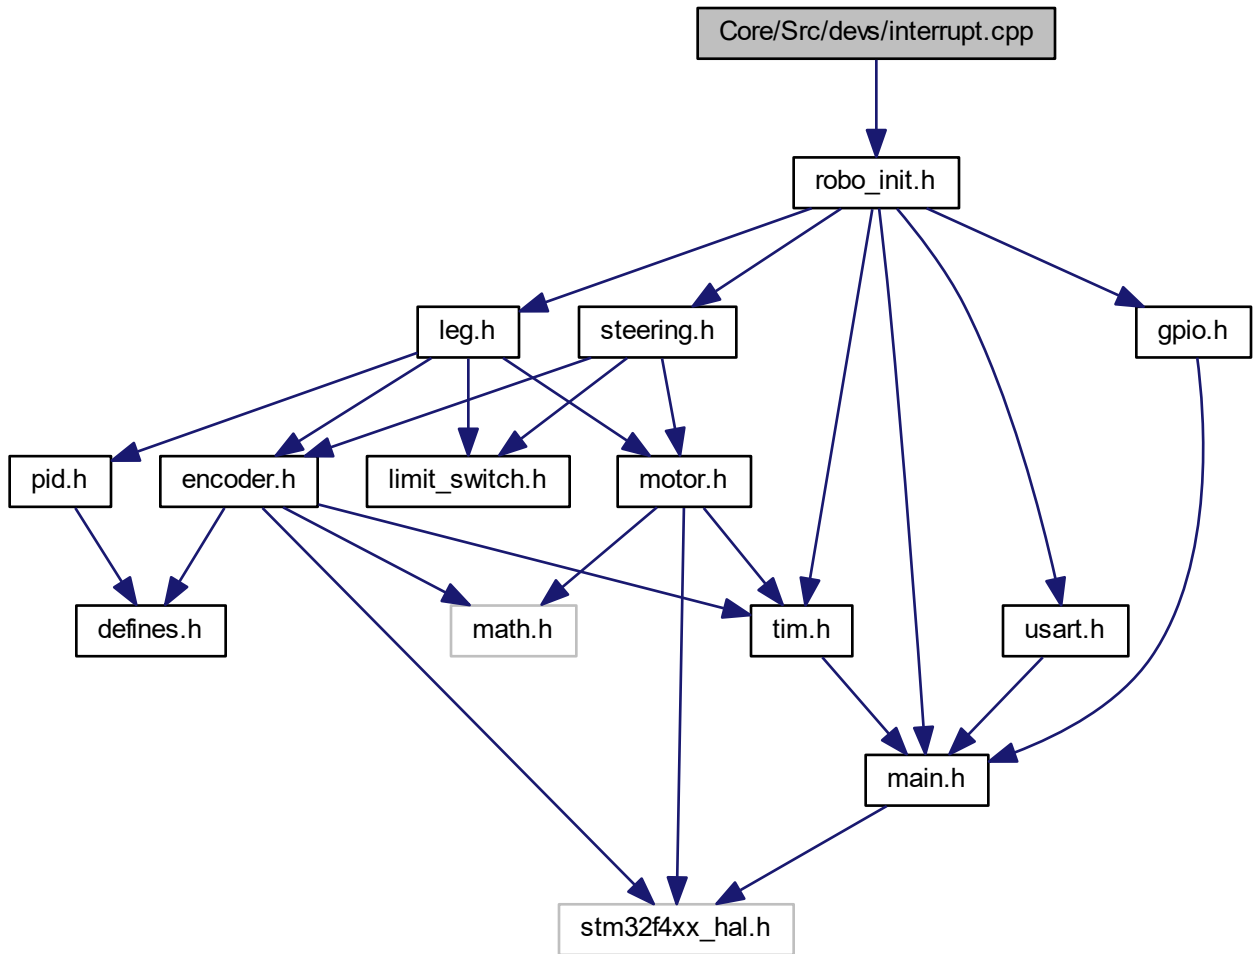 Core/Src/devs/interrupt.cpp
robo_init.h
leg.h
steering.h
gpio.h
pid.h
encoder.h
limit_switch.h
motor.h
defines.h
math.h
tim.h
usart.h
main.h
stm32f4xx_hal.h